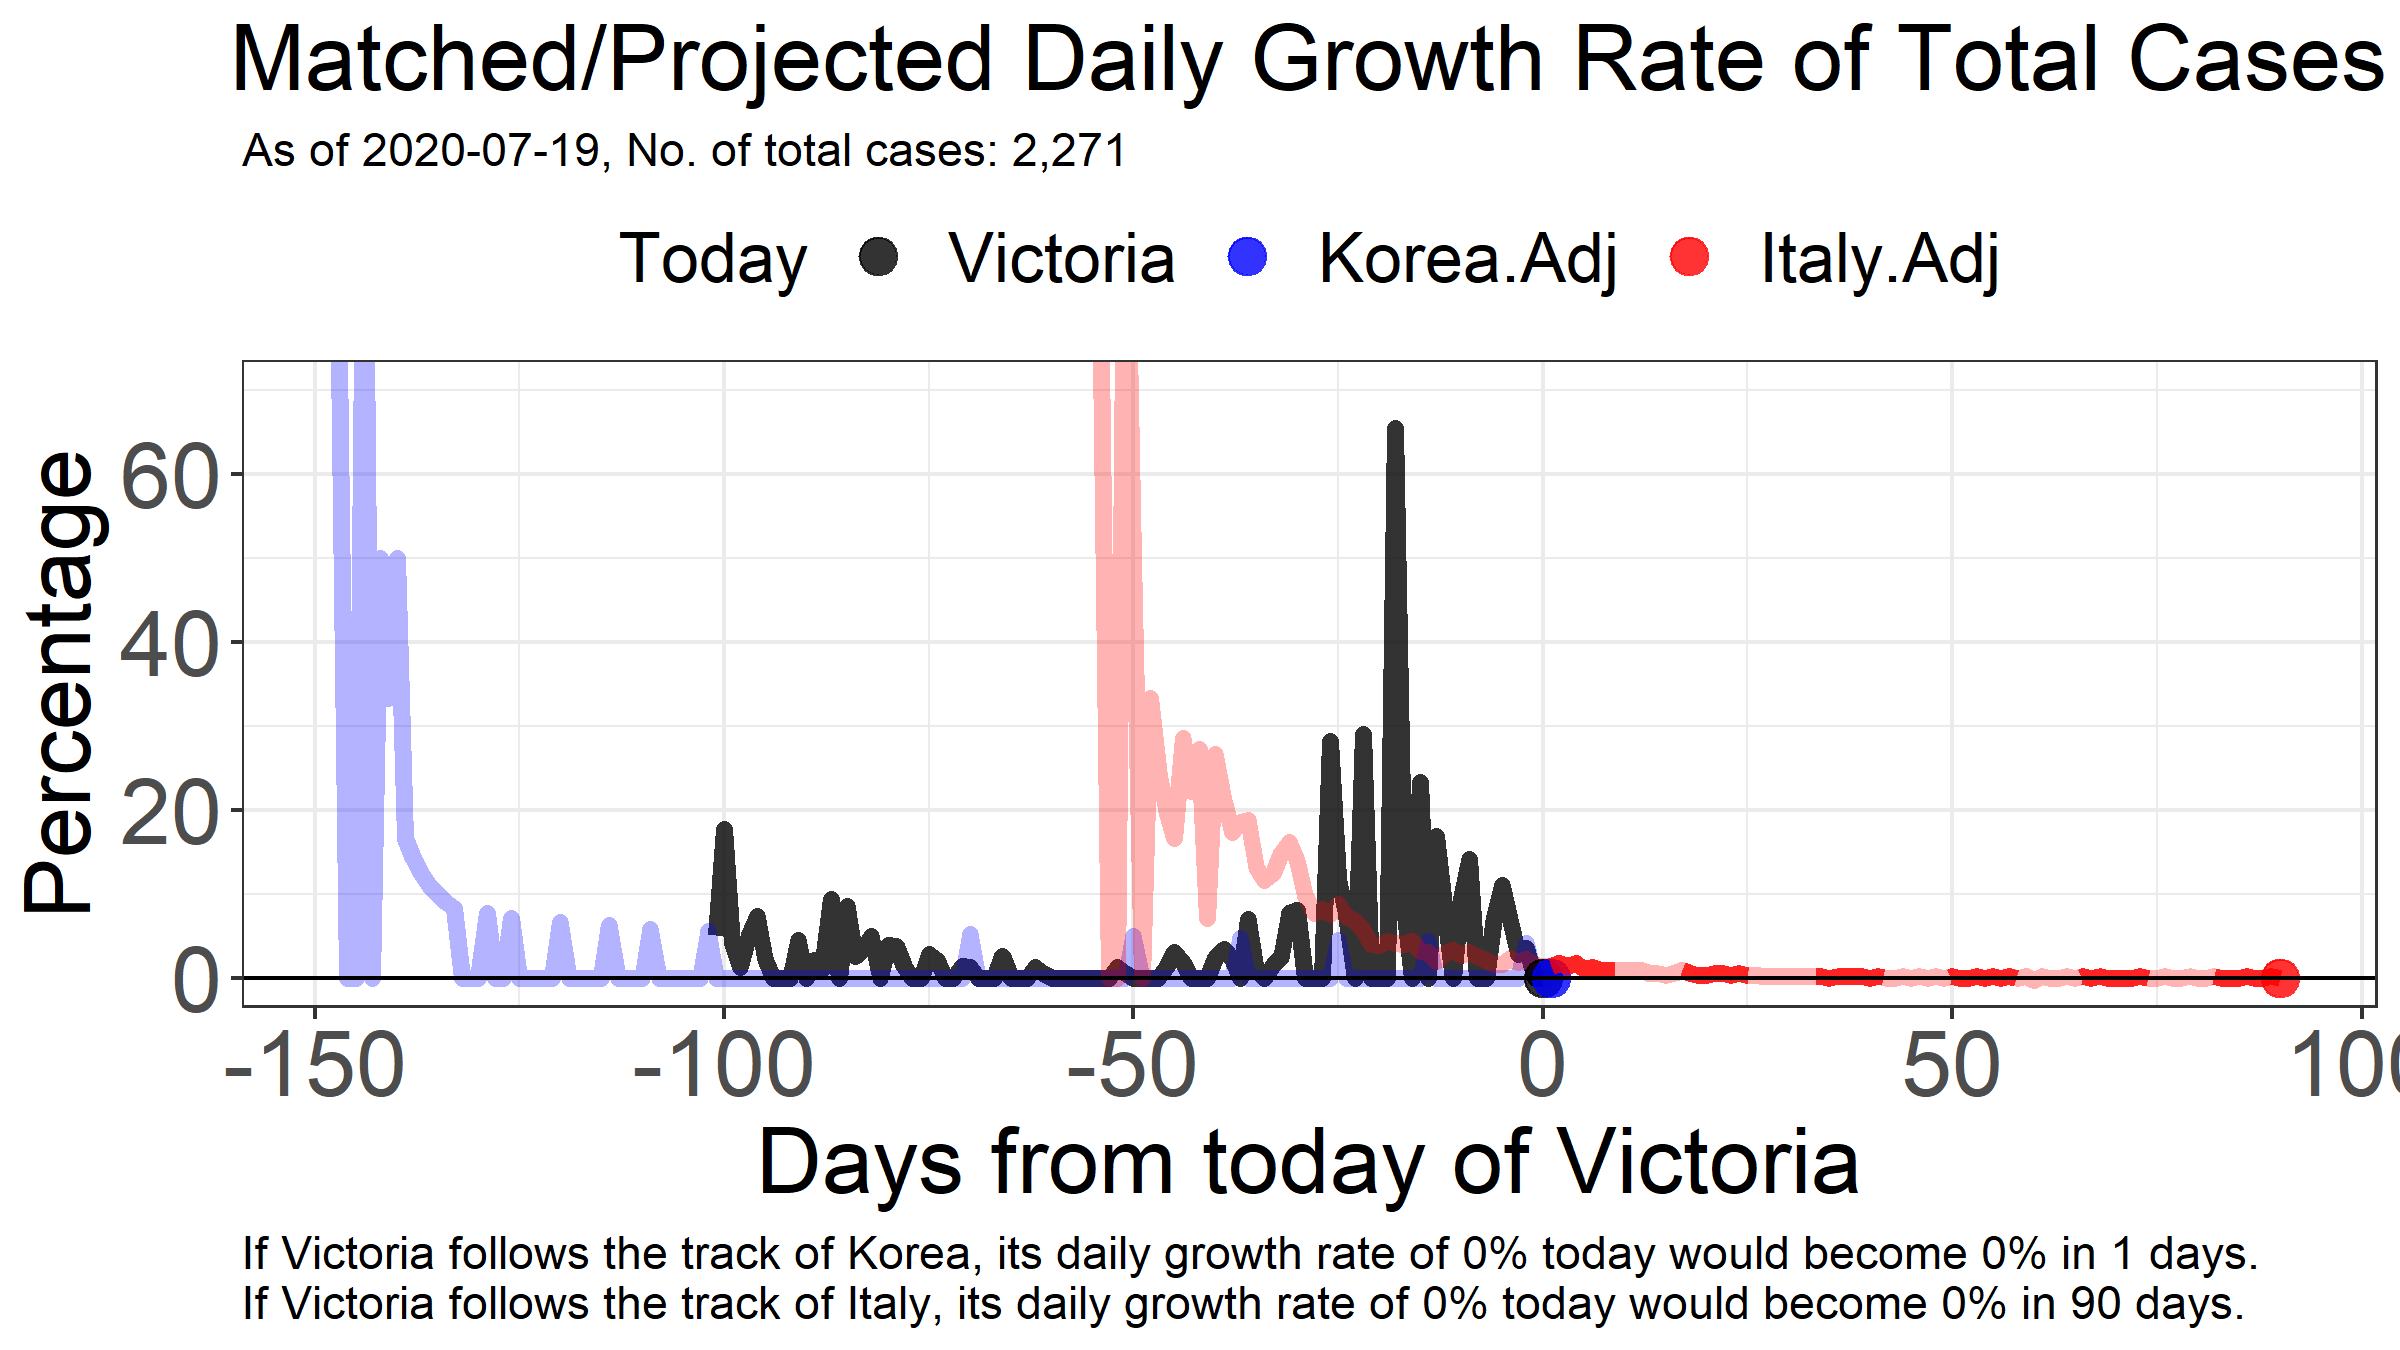 Matched/Projected Daily Growth Rate of Total Cases
As of 2020-07-19, No. of total cases: 2,271
Today Victoria Korea.Adj Italy.Adj
Percentage
60
40
20
0
-150 -100 -50 0 50 100
Days from today of Victoria
If Victoria follows the track of Korea, its daily growth rate of 0% today would become 0% in 1 days.
If Victoria follows the track of Italy, its daily growth rate of 0% today would become 0% in 90 days.